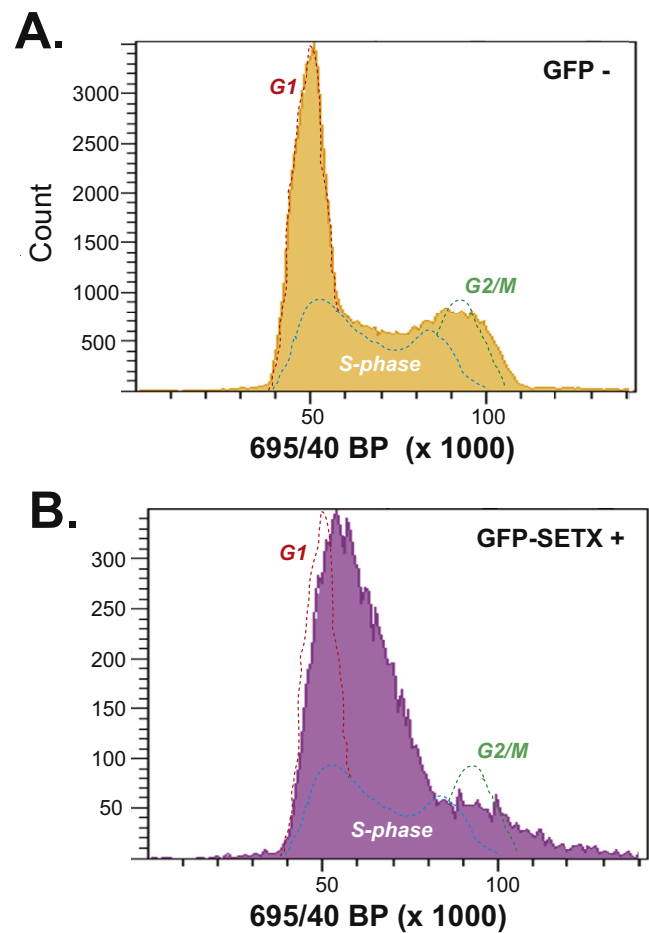 A.
GFP -
G1
3000
2500
2000
1500
1000
500
Count
G2/M
S-phase
50 100
695/40 BP (x 1000)
B.
GFP-SETX +
G1
300
250
200
150
100
50
G2/M
S-phase
50 100
695/40 BP (x 1000)